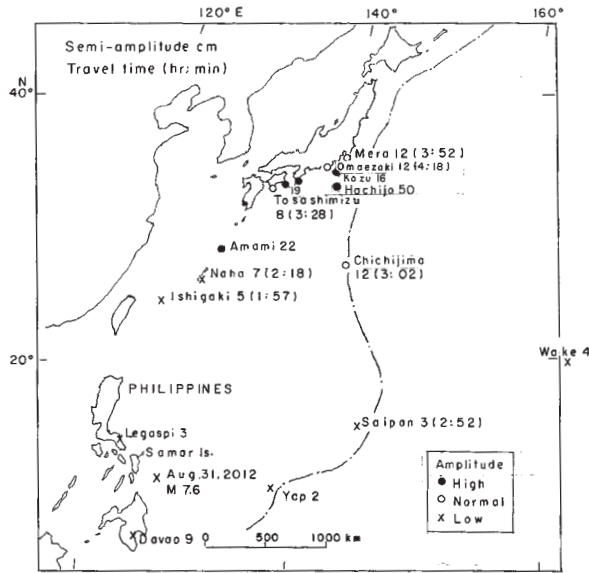 120° E
140°
160°
Semi-amplitude cm
Travel time (hr; min)
N
40°
Mera 12 (3:52)
Omaezaki 12 (4:18)
Kozu 16
Hachijo 50
19
Tosashimizu
8 (3:28)
Amami 22
Naha 7 (2:18)
Chichijima
12 (3:02)
Ishigaki 5 (1:57)
Wake 4
20°
PHILIPPINES
Saipan 3 (2:52)
Legaspi 3
Samar Is.
Aug. 31, 2012
M 7.6
Yap 2
Amplitude
High
Normal
x Low
Davao 9
0 500 1000 km